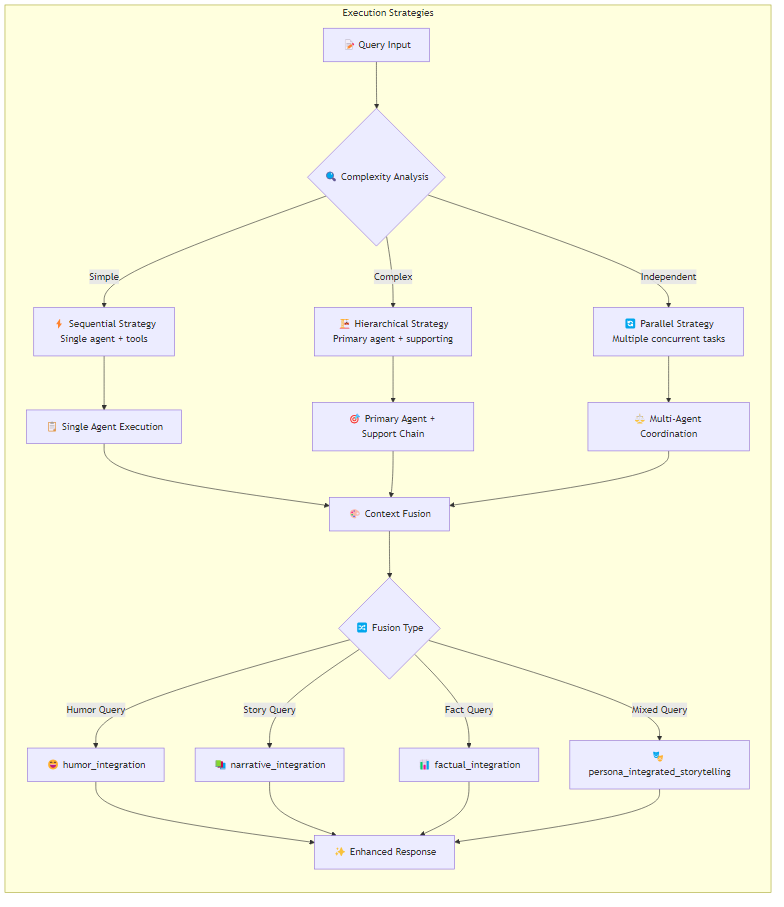 Execution Strategies
📝 Query Input
🔍 Complexity Analysis
Simple
Complex
Independent
⚡ Sequential Strategy
Single agent + tools
Hierarchical Strategy
Primary agent + supporting
🔄 Parallel Strategy
Multiple concurrent tasks
📋 Single Agent Execution
🎯 Primary Agent +
Support Chain
⚖️ Multi-Agent
Coordination
🧠 Context Fusion
🔀 Fusion Type
Humor Query
Story Query
Fact Query
Mixed Query
😄 humor_integration
📚 narrative_integration
📊 factual_integration
🎭
persona_integrated_storytelling
✨ Enhanced Response